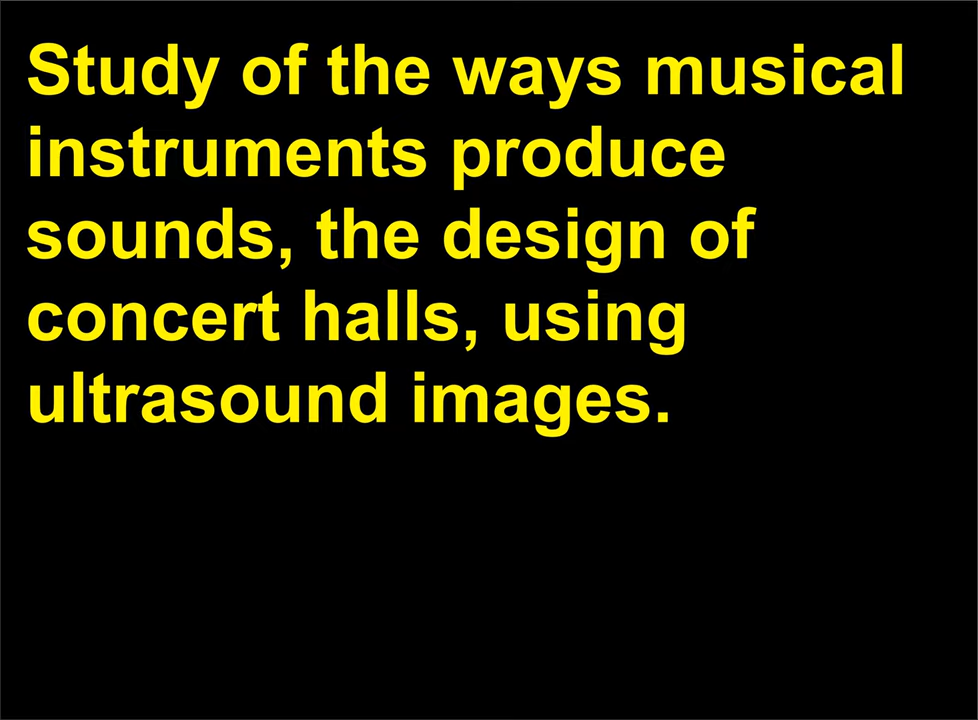 Study of the ways musical
instruments produce
sounds, the design of
concert halls, using
ultrasound images.